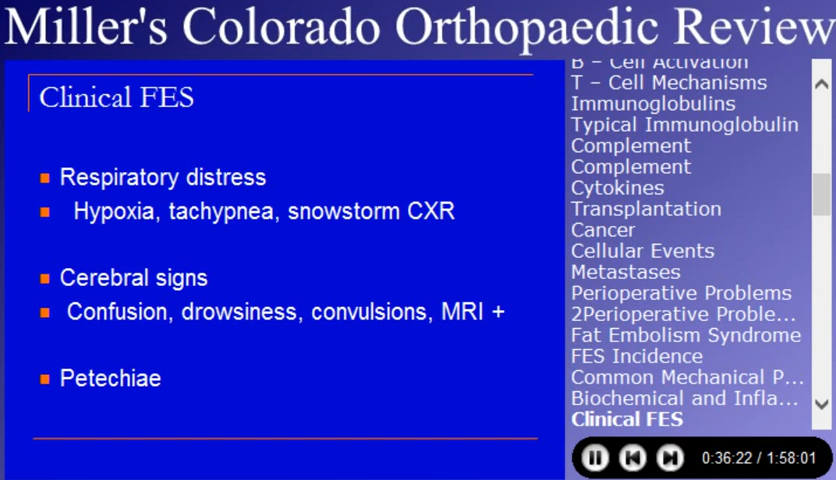 Miller's Colorado Orthopaedic Review
Clinical FES
Respiratory distress
Hypoxia, tachypnea, snowstorm CXR
Cerebral signs
Confusion, drowsiness, convulsions, MRI +
Petechiae
B – Cell Activation
T – Cell Mechanisms
Immunoglobulins
Typical Immunoglobulin
Complement
Complement
Cytokines
Transplantation
Cancer
Cellular Events
Metastases
Perioperative Problems
2Perioperative Proble...
Fat Embolism Syndrome
FES Incidence
Common Mechanical P...
Biochemical and Infla...
Clinical FES
0:36:22 / 1:58:01